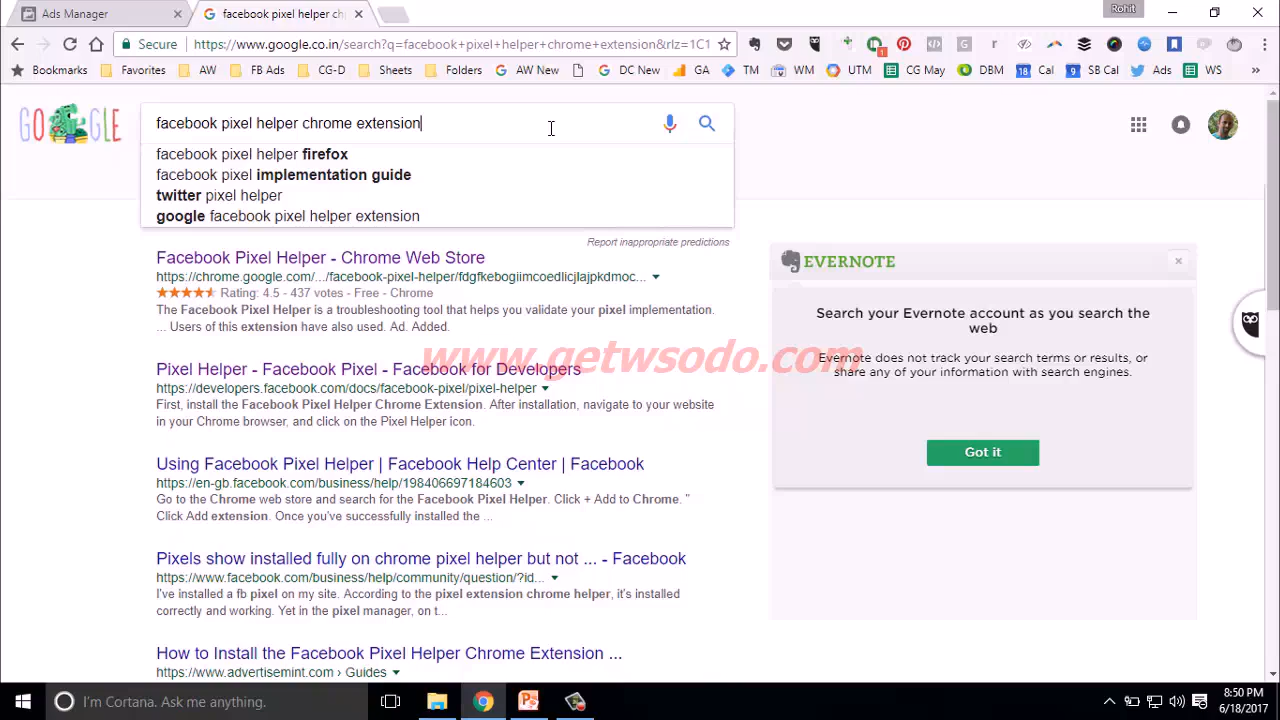 Ads Manager
facebook pixel helper ch
Rohit
Secure
https://www.google.co.in/search?q=facebook+pixel+helper+chrome+extension&rlz=1C1
Bookmarks Favorites AW FB Ads CG-D Sheets Folders AW New DC New GA TM WM UTM CG May DBM Cal SB Cal Ads WS »
GOOGLE
facebook pixel helper chrome extension
facebook pixel helper firefox
facebook pixel implementation guide
twitter pixel helper
google facebook pixel helper extension
Report inappropriate predictions
Facebook Pixel Helper - Chrome Web Store
https://chrome.google.com/.../facebook-pixel-helper/fdgfkebogiimcoedlicjlajpkdmoc...
Rating: 4.5 - 437 votes - Free - Chrome
The Facebook Pixel Helper is a troubleshooting tool that helps you validate your pixel implementation.
... Users of this extension have also used. Ad. Added.
Pixel Helper - Facebook Pixel - Facebook for Developers
https://developers.facebook.com/docs/facebook-pixel/pixel-helper
First, install the Facebook Pixel Helper Chrome Extension. After installation, navigate to your website
in your Chrome browser, and click on the Pixel Helper icon.
Using Facebook Pixel Helper | Facebook Help Center | Facebook
https://en-gb.facebook.com/business/help/198406697184603
Go to the Chrome web store and search for the Facebook Pixel Helper. Click + Add to Chrome. "
Click Add extension. Once you've successfully installed the ...
Pixels show installed fully on chrome pixel helper but not ... - Facebook
https://www.facebook.com/business/help/community/question/?id...
I've installed a fb pixel on my site. According to the pixel extension chrome helper, it's installed
correctly and working. Yet in the pixel manager, on t...
How to Install the Facebook Pixel Helper Chrome Extension ...
https://www.advertisemint.com › Guides
EVERNOTE
Search your Evernote account as you search the
web
Evernote does not track your search terms or results, or
share any of your information with search engines.
Got it
www.getwsodo.com
I'm Cortana. Ask me anything.
8:50 PM
6/18/2017